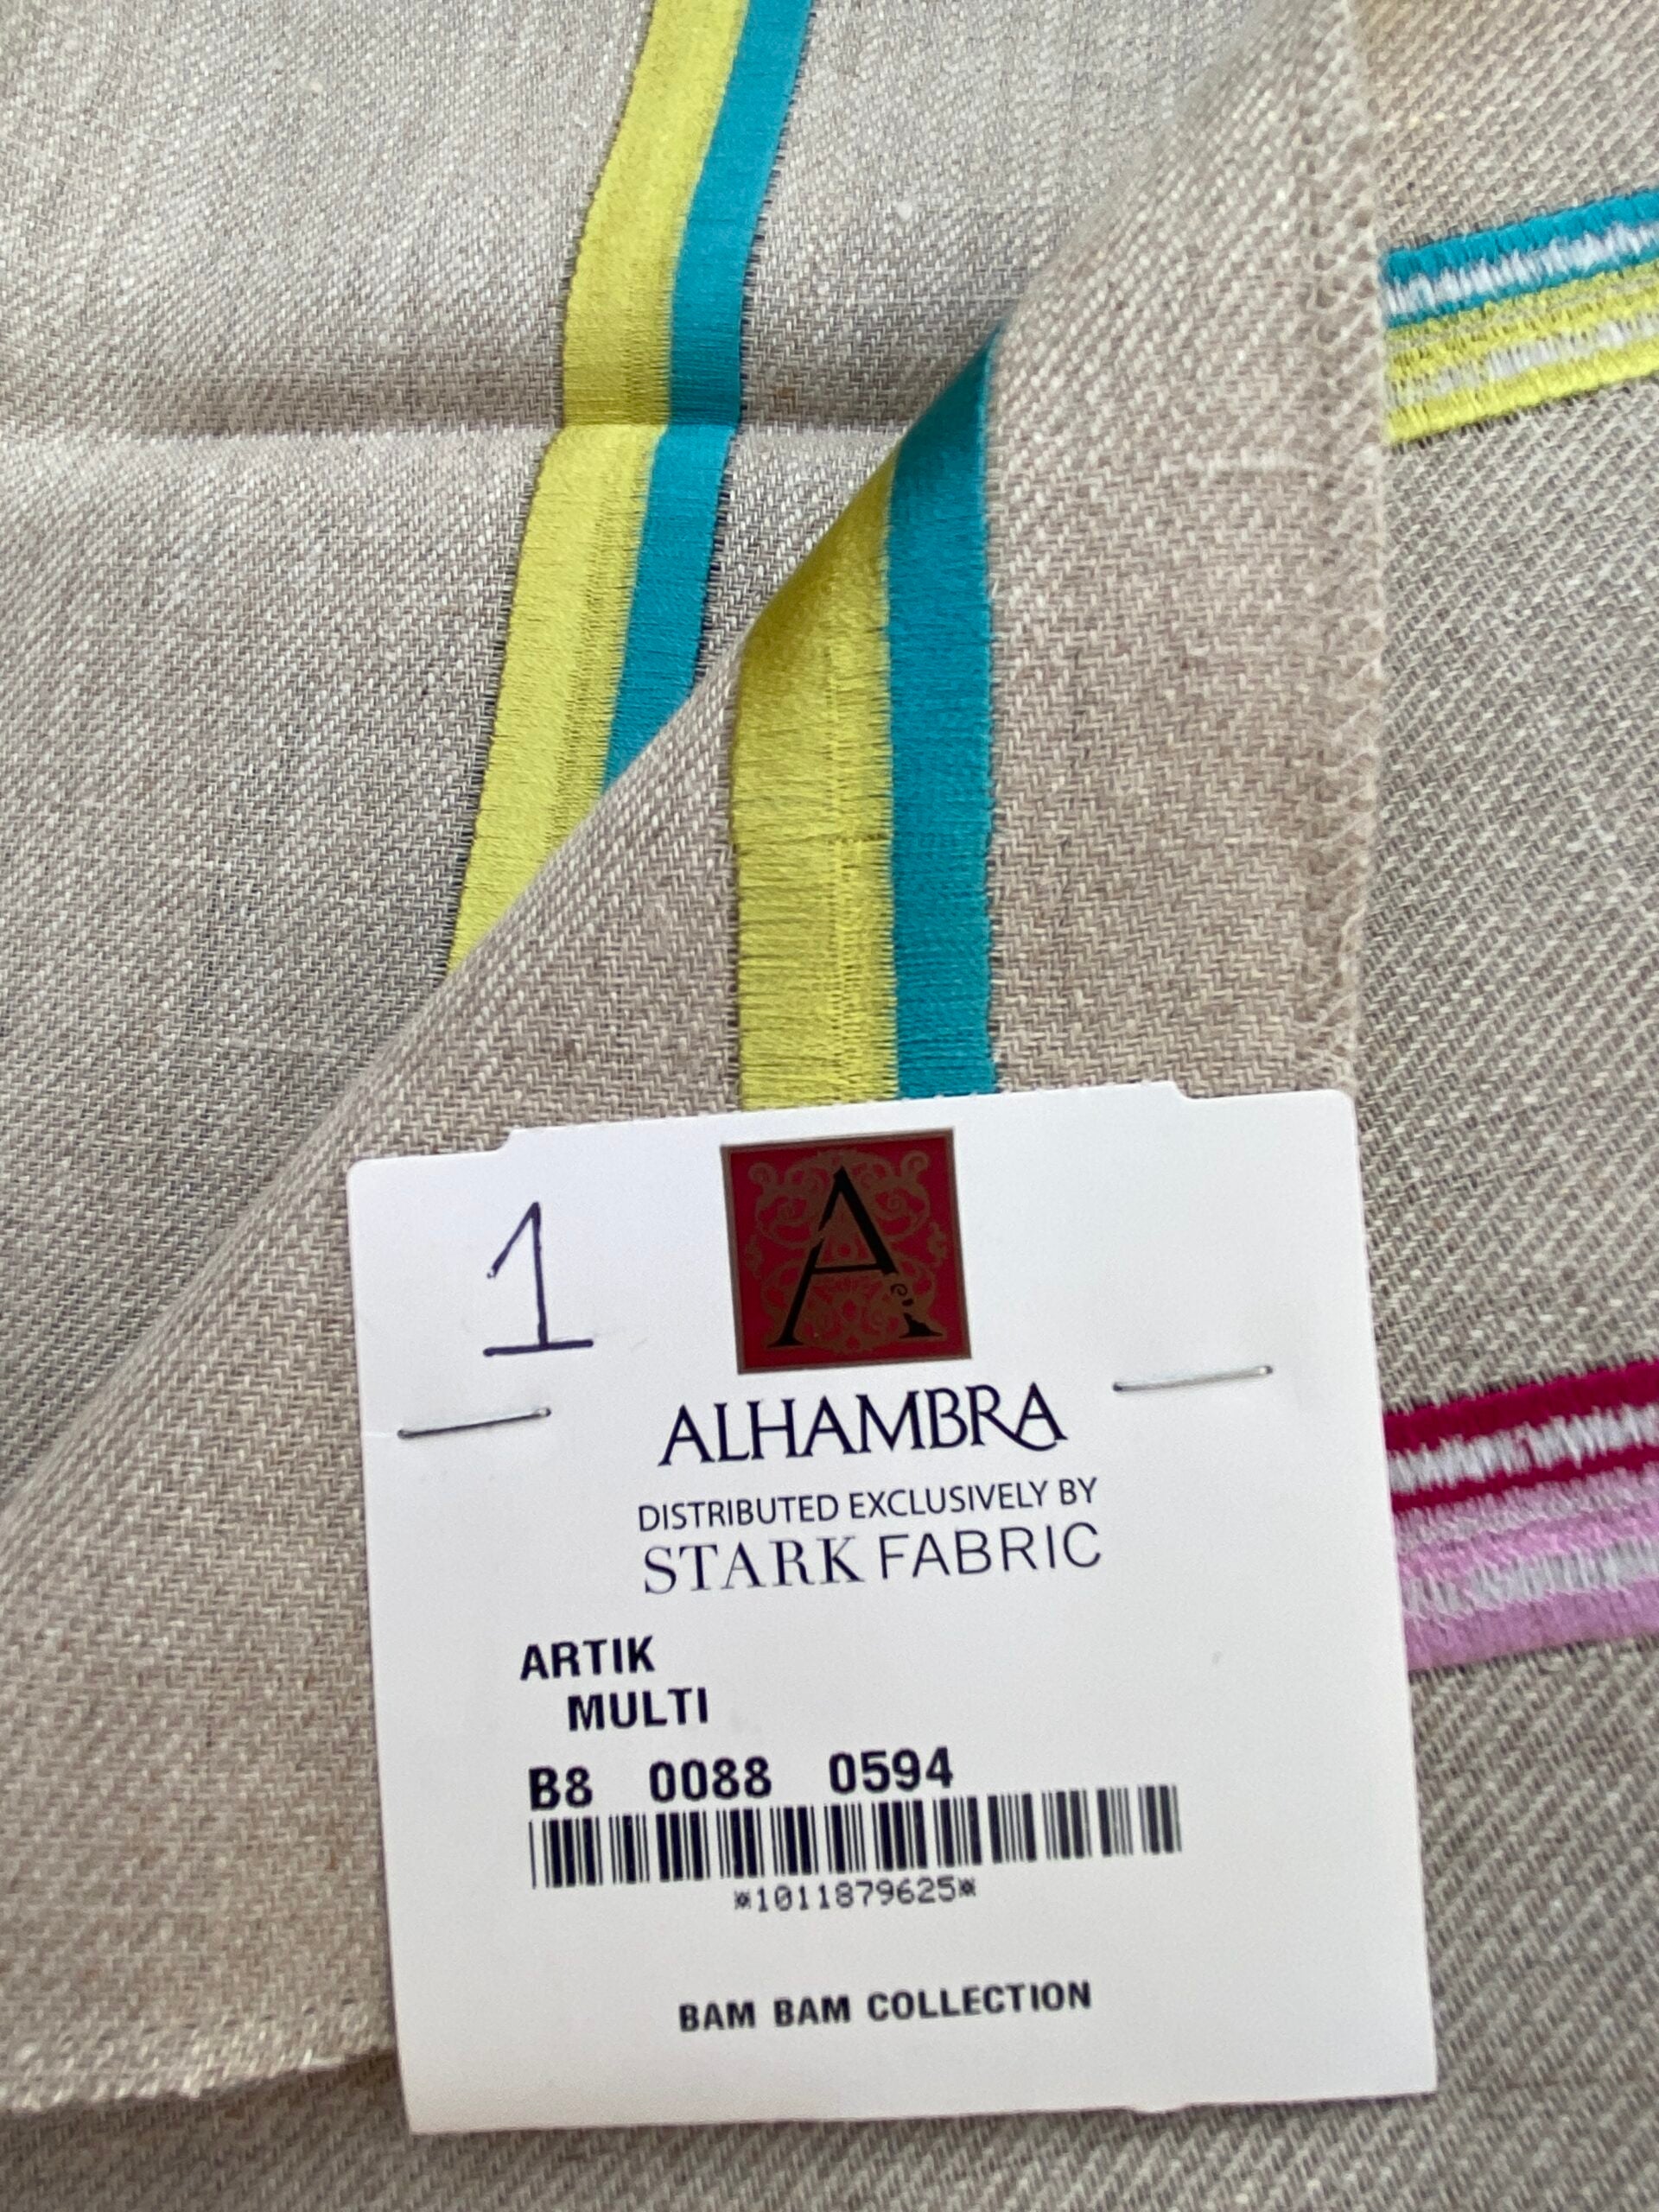 1
A
ALHAMBRA
DISTRIBUTED EXCLUSIVELY BY
STARK FABRIC
ARTIK
MULTI
B8 0088 0594
*1011879625*
BAM BAM COLLECTION